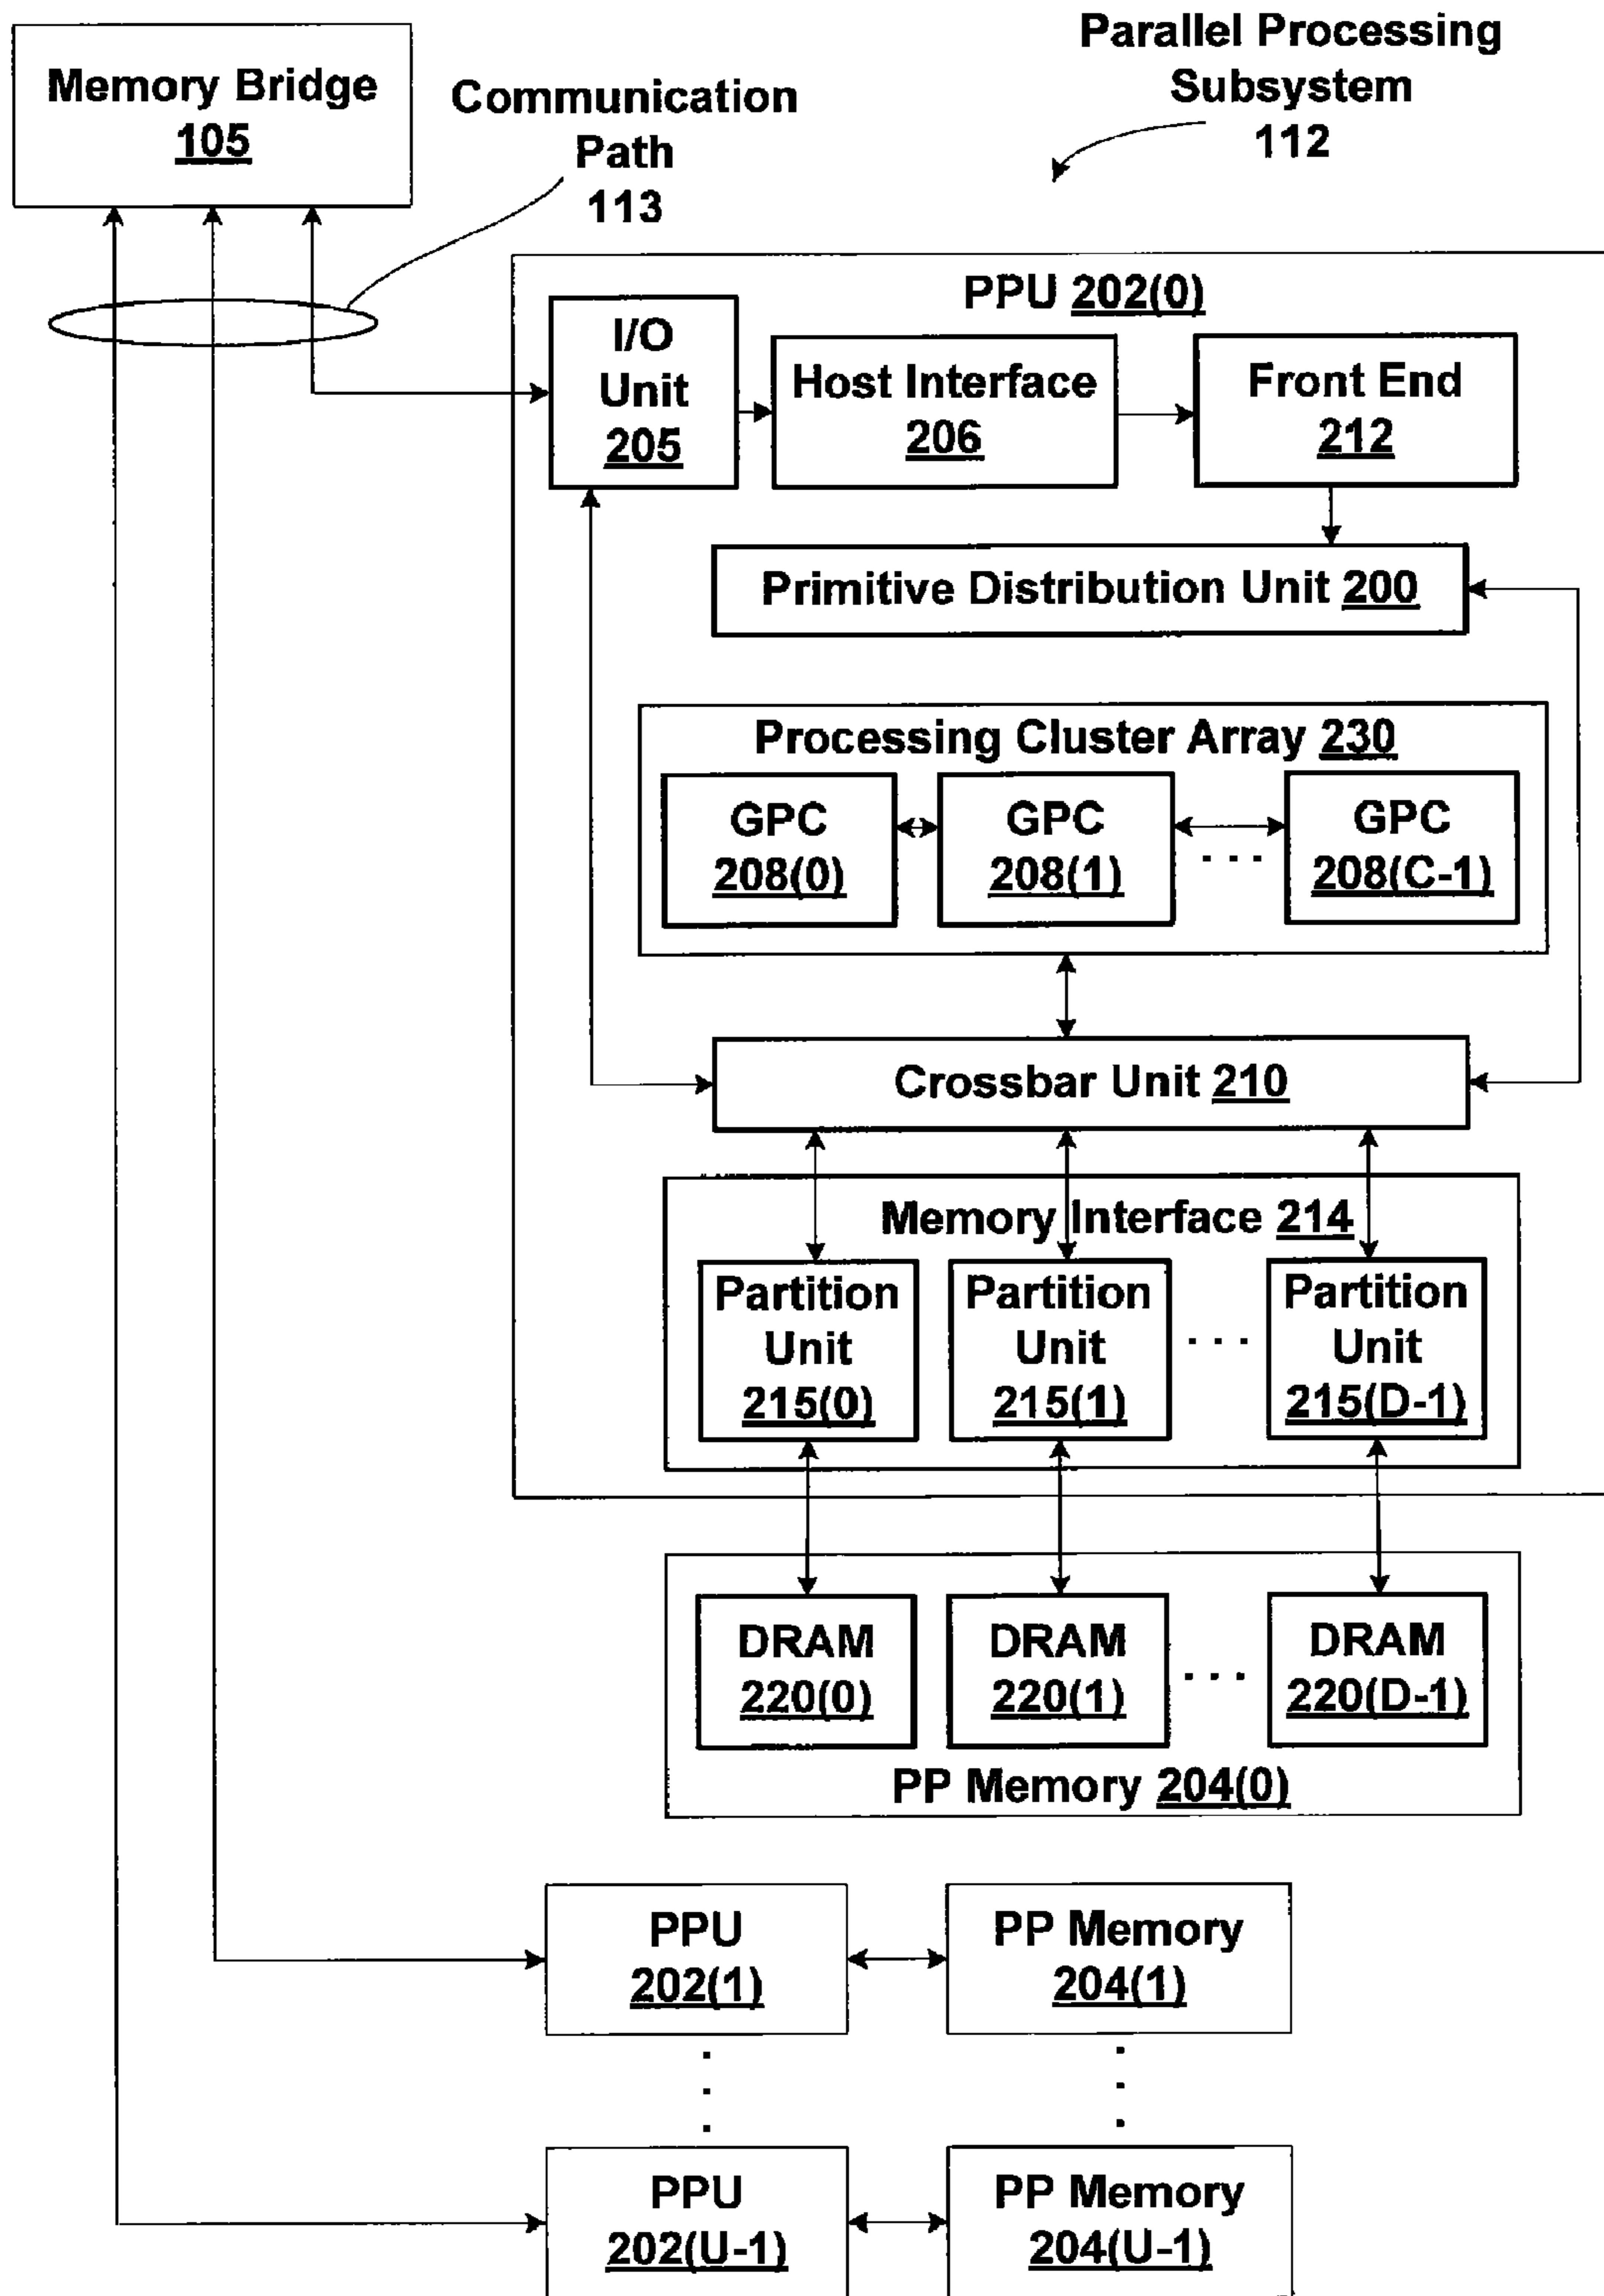 Parallel Processing
Subsystem
112
Memory Bridge
105
Communication
Path
113
PPU 202(0)
I/O
Unit
205
Host Interface
206
Front End
212
Primitive Distribution Unit 200
Processing Cluster Array 230
GPC
208(0)
GPC
208(1)
. . .
GPC
208(C-1)
Crossbar Unit 210
Memory Interface 214
Partition
Unit
215(0)
Partition
Unit
215(1)
. . .
Partition
Unit
215(D-1)
DRAM
220(0)
DRAM
220(1)
. . .
DRAM
220(D-1)
PP Memory 204(0)
PPU
202(1)
PP Memory
204(1)
PPU
202(U-1)
PP Memory
204(U-1)